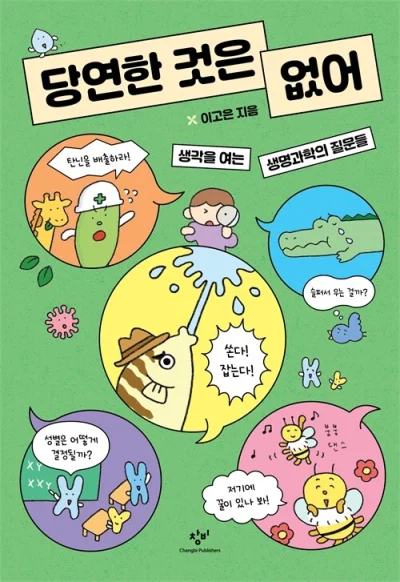 당연한 것은
없어
이고은 지음
생각을 여는
생명과학의 질문들
탄닌을 배출하라!
슬퍼서 우는 걸까?
쏜다!
잡는다!
성별은 어떻게
결정될까?
XY
XXY
붕붕
댄스
저기에
꿀이 있나 봐!
창비
Changbi Publishers